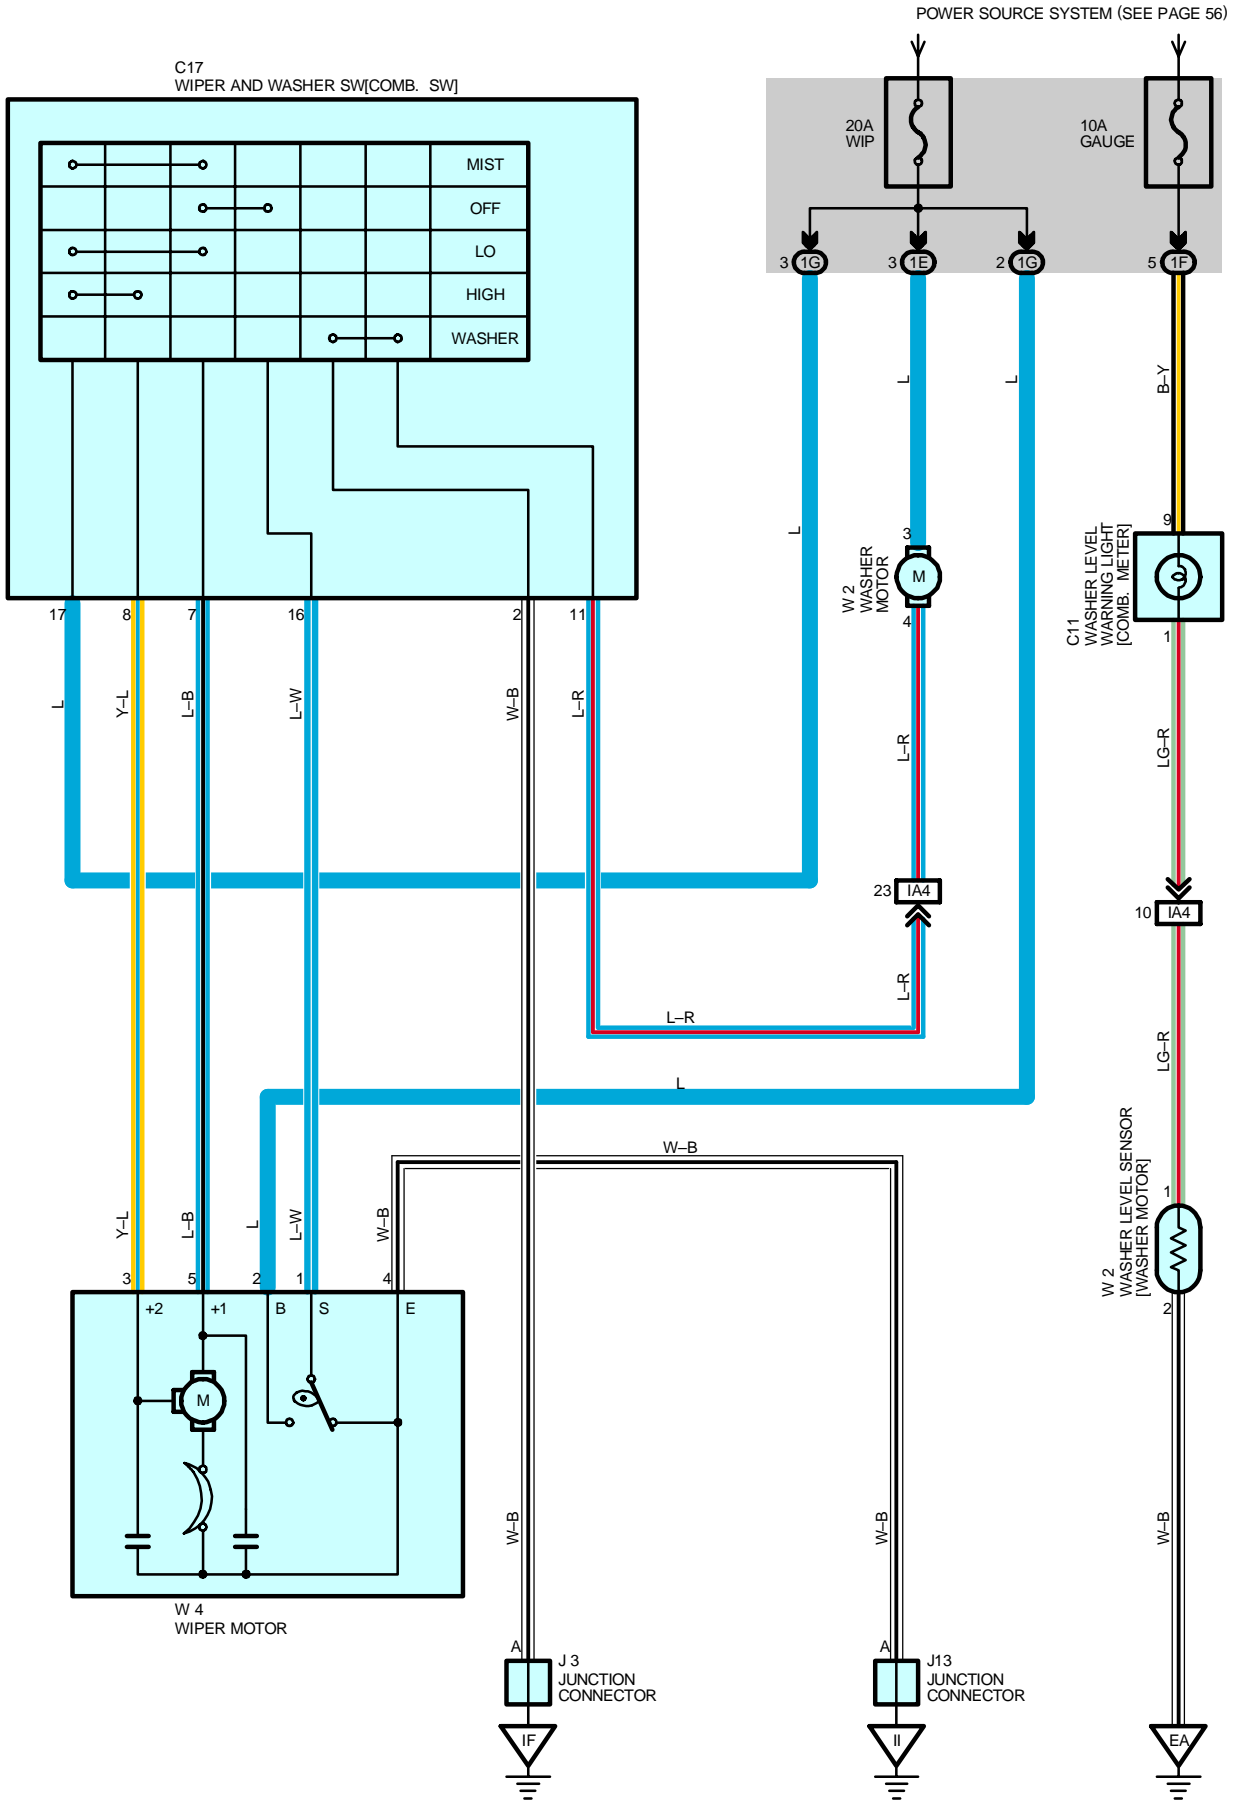 POWER SOURCE SYSTEM (SEE PAGE 56)
C17
WIPER AND WASHER SW[COMB. SW]
MIST
OFF
LO
HIGH
WASHER
20A
WIP
10A
GAUGE
3 1G
3 1E
2 1G
5 1F
L
L
B–Y
L
3
W 2
WASHER
MOTOR
M
4
9
C11
WASHER LEVEL
WARNING LIGHT
[COMB. METER]
1
17
8
7
16
2
11
L
Y–L
L–B
L–W
W–B
L–R
L–R
LG–R
23 IA4
10 IA4
L–R
L–R
LG–R
L
W–B
Y–L
L–B
L
L–W
W–B
W 2
WASHER LEVEL SENSOR
[WASHER MOTOR]
1
2
3
5
2
1
4
+2
+1
B
S
E
M
W 4
WIPER MOTOR
W–B
W–B
W–B
A
J 3
JUNCTION
CONNECTOR
A
J13
JUNCTION
CONNECTOR
IF
II
EA